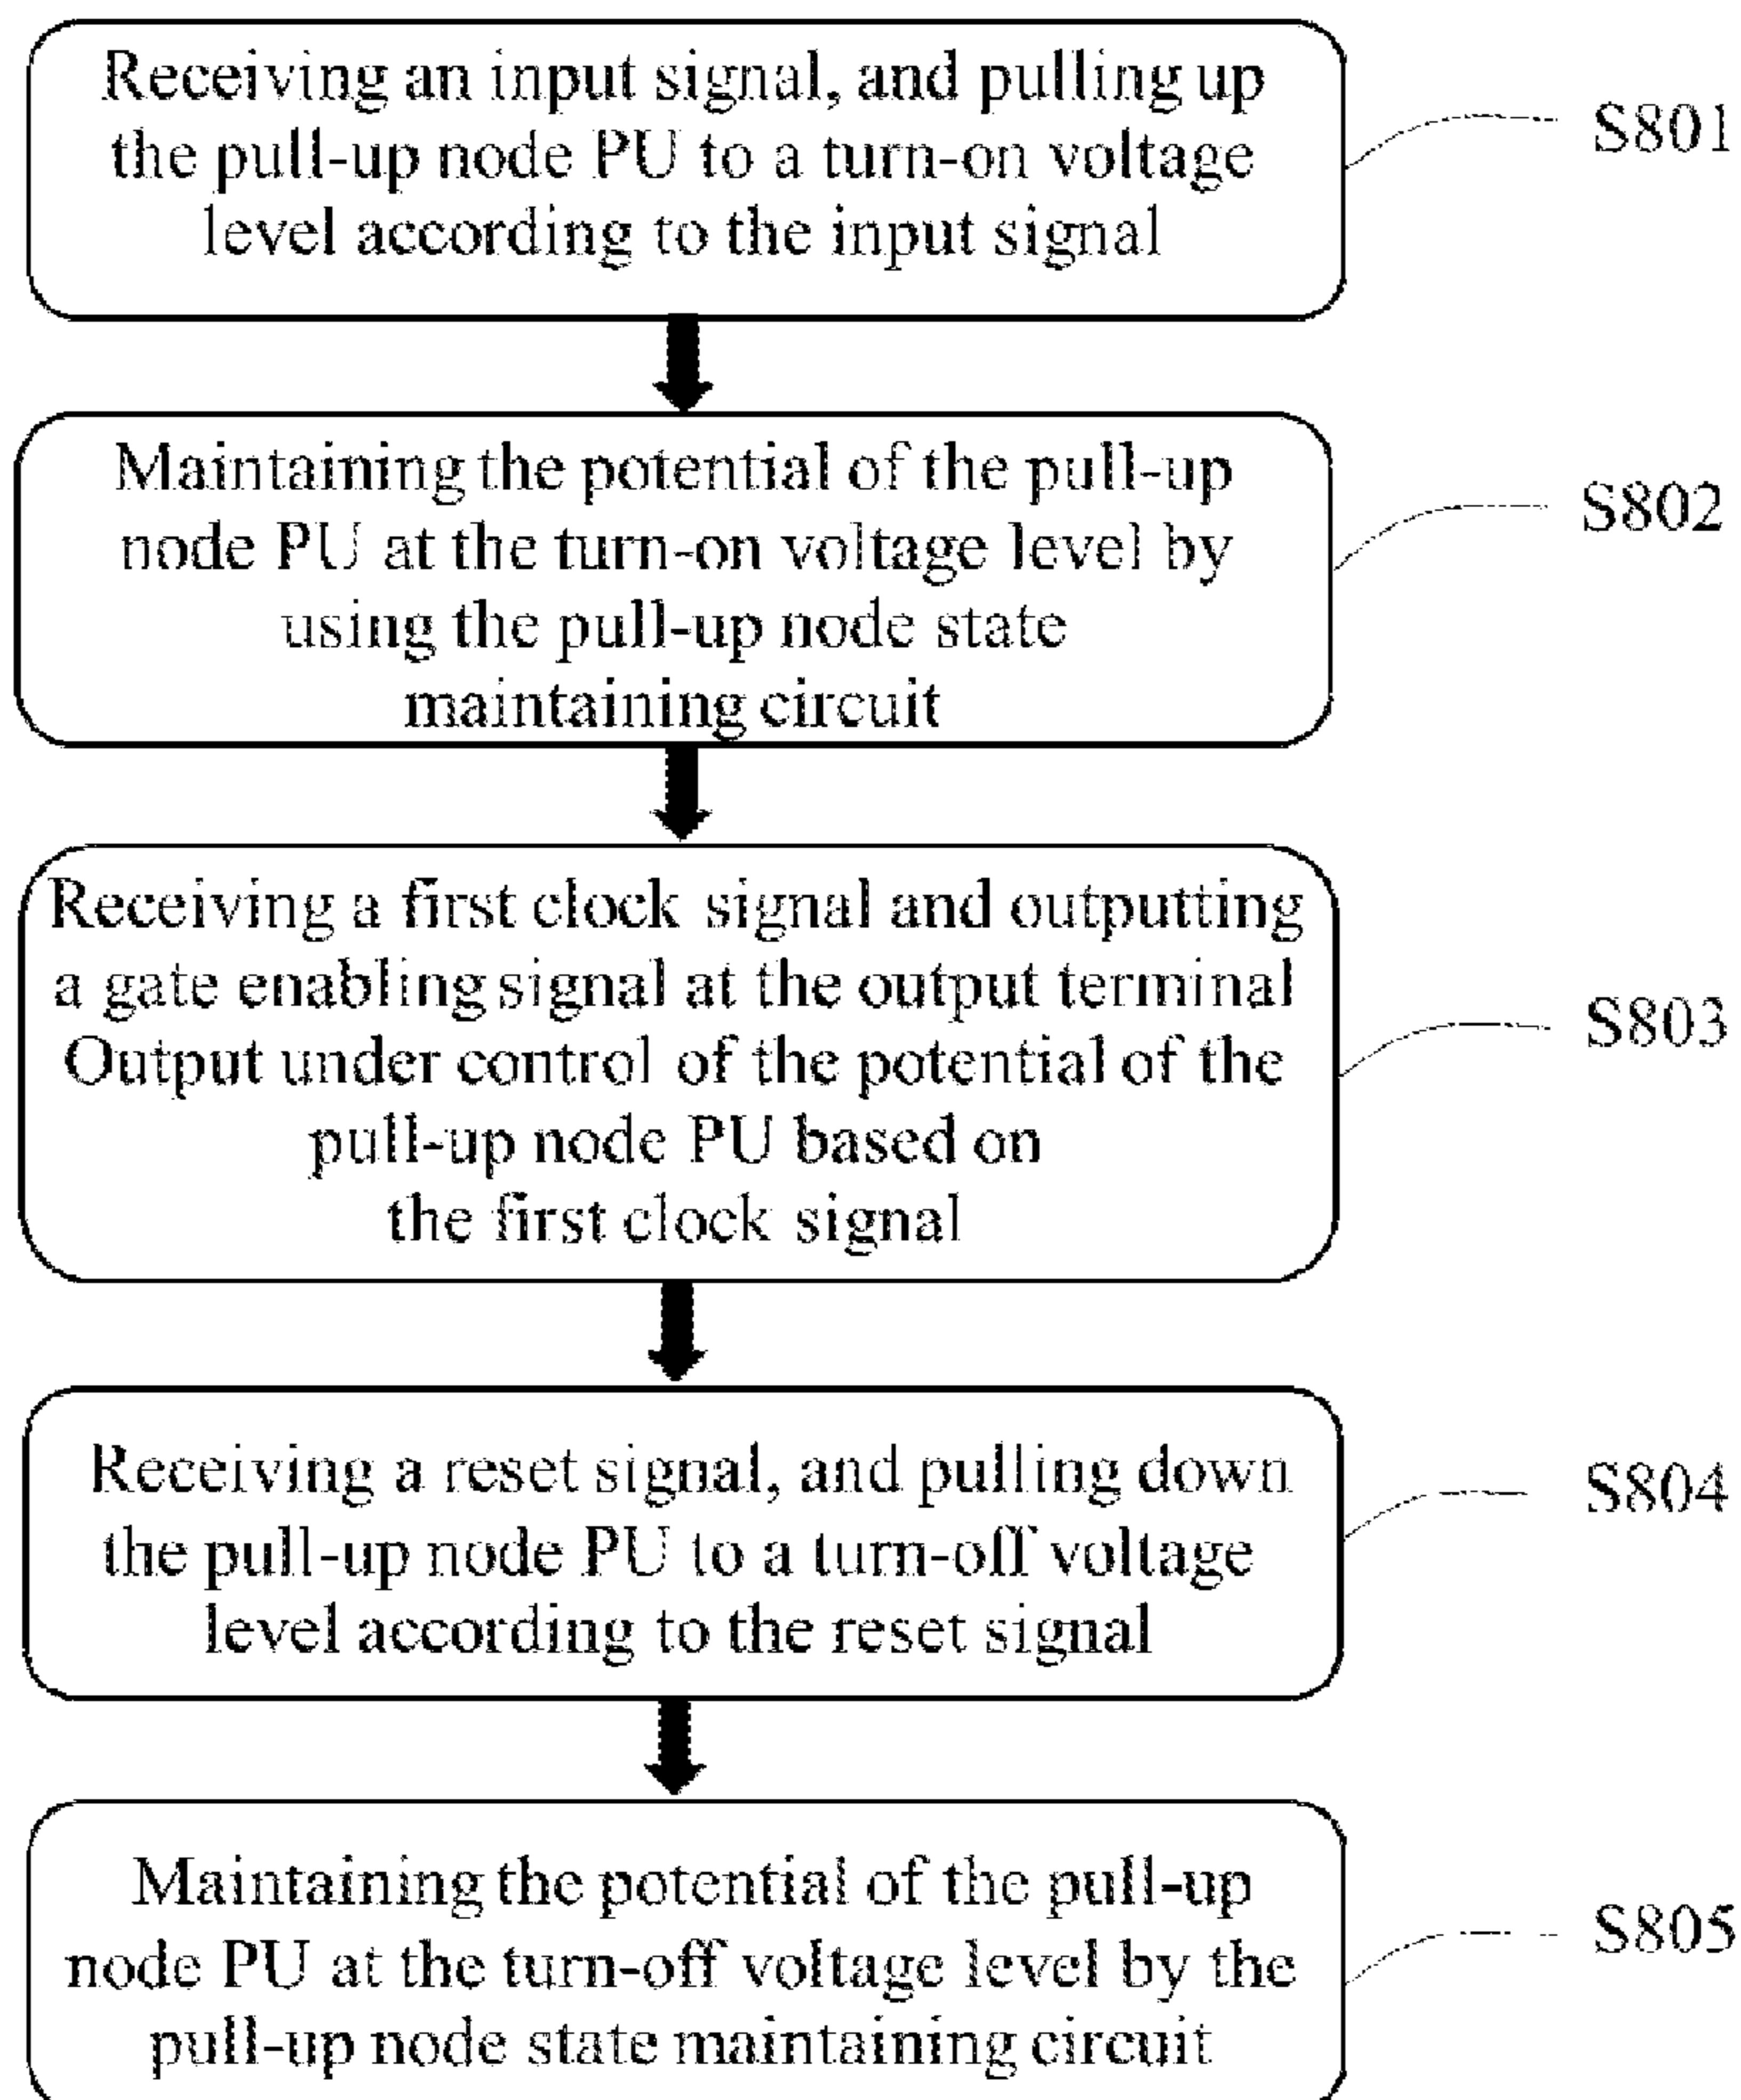 Receiving an input signal, and pulling up
the pull-up node PU to a turn-on voltage
level according to the input signal
S801
Maintaining the potential of the pull-up
node PU at the turn-on voltage level by
using the pull-up node state
maintaining circuit
S802
Receiving a first clock signal and outputting
a gate enabling signal at the output terminal
Output under control of the potential of the
pull-up node PU based on
the first clock signal
S803
Receiving a reset signal, and pulling down
the pull-up node PU to a turn-off voltage
level according to the reset signal
S804
Maintaining the potential of the pull-up
node PU at the turn-off voltage level by the
pull-up node state maintaining circuit
S805